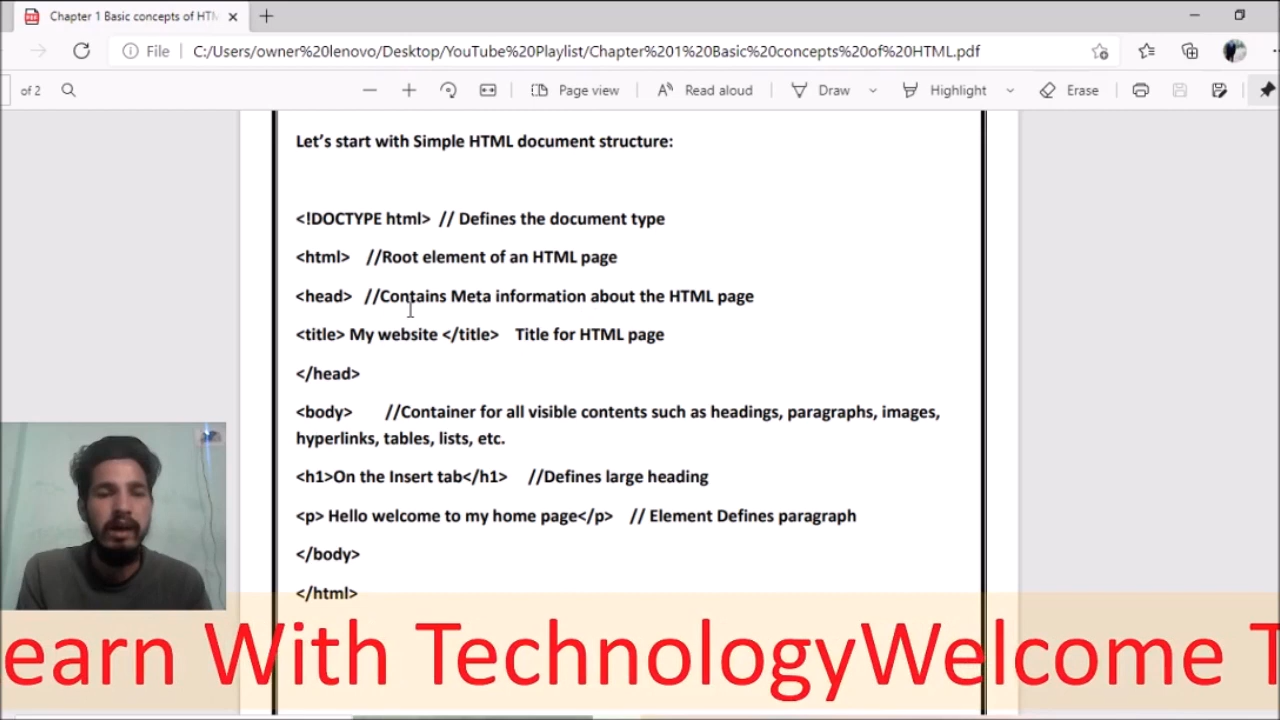 Chapter 1 Basic concepts of HTM
File C:/Users/owner%20lenovo/Desktop/YouTube%20Playlist/Chapter%201%20Basic%20concepts%20of%20HTML.pdf
of 2 Page view Read aloud Draw Highlight Erase
Let’s start with Simple HTML document structure:
<!DOCTYPE html> // Defines the document type
<html> //Root element of an HTML page
<head> //Contains Meta information about the HTML page
<title> My website </title> Title for HTML page
</head>
<body> //Container for all visible contents such as headings, paragraphs, images,
hyperlinks, tables, lists, etc.
<h1>On the Insert tab</h1> //Defines large heading
<p> Hello welcome to my home page</p> // Element Defines paragraph
</body>
</html>
earn With TechnologyWelcome T